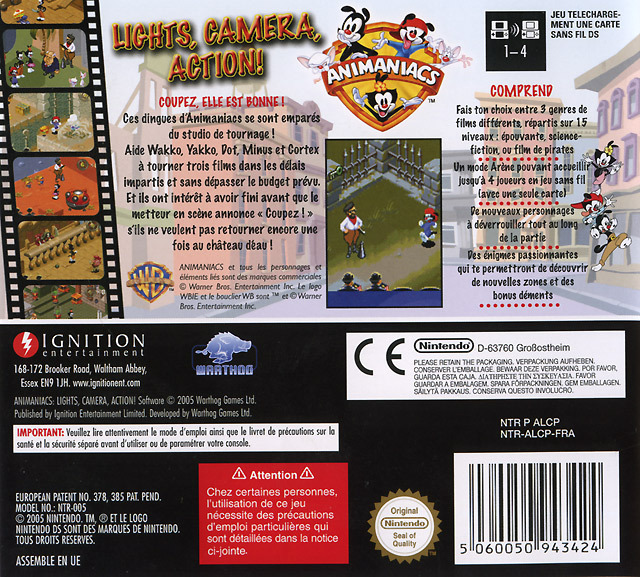 LIGHTS, CAMERA,
ACTION!
ANIMANIACS
TM
JEU TELECHARGE-
MENT UNE CARTE
SANS FIL DS
1-4
COUPEZ, ELLE EST BONNE !
Ces dingues d'Animaniacs se sont emparés
du studio de tournage !
Aide Wakko, Yakko, Dot, Minus et Cortex
à tourner trois films dans les délais
impartis et sans dépasser le budget prévu.
Et ils ont intérêt à avoir fini avant que le
metteur en scène annonce « Coupez ! »
s'ils ne veulent pas retourner encore une
fois au château deau !
ANIMANIACS et tous les personnages et
éléments liés sont des marques commerciales
© Warner Bros. Entertainment Inc. Le logo
WBIE et le bouclier WB sont ™ et © Warner
Bros. Entertainment Inc.
WB
COMPREND
Fais ton choix entre 3 genres de
films différents, répartis sur 15
niveaux : épouvante, science-
fiction, ou film de pirates
Un mode Arène pouvant accueillir
jusqu'à 4 joueurs en jeu sans fil
(avec une seule carte)
De nouveaux personnages
à déverrouiller tout au long
de la partie
Des énigmes passionnantes
qui te permettront de découvrir
de nouvelles zones et des
bonus déments
IGNITION
entertainment
WARTHOG
168-172 Brooker Road, Waltham Abbey,
Essex EN9 1JH. www.ignitionent.com
ANIMANIACS: LIGHTS, CAMERA, ACTION! Software © 2005 Warthog Games Ltd.
Published by Ignition Entertainment Limited. Developed by Warthog Games Ltd.
IMPORTANT: Veuillez lire attentivement le mode d'emploi ainsi que le livret de précautions sur la
santé et la sécurité séparé avant d'utiliser ou de paramétrer votre console.
CE
Nintendo D-63760 Großostheim
PLEASE RETAIN THE PACKAGING. VERPACKUNG AUFHEBEN.
CONSERVER L'EMBALLAGE. BEWAAR DEZE VERPAKKING. POR FAVOR,
GUARDA ESTA CAJA. ΔΙΑΤΗΡΗΣΤΕ ΤΗΝ ΣΥΣΚΕΥΑΣΙΑ. FAVOR
GUARDAR A EMBALAGEM. SPARA FÖRPACKNINGEN. GEM EMBALLAGEN.
SÄILYTÄ PAKKAUS. CONSERVA QUESTO INVOLUCRO.
NTR P ALCP
NTR-ALCP-FRA
EUROPEAN PATENT NO. 378, 385 PAT. PEND.
MODEL NO.: NTR-005
© 2005 NINTENDO. TM, ® ET LE LOGO
NINTENDO DS SONT DES MARQUES DE NINTENDO.
TOUS DROITS RESERVES.
ASSEMBLE EN UE
Attention
Chez certaines personnes,
l'utilisation de ce jeu
nécessite des précautions
d'emploi particulières qui
sont détaillées dans la notice
ci-jointe.
Original
Nintendo
Seal of
Quality
5 060050 943424